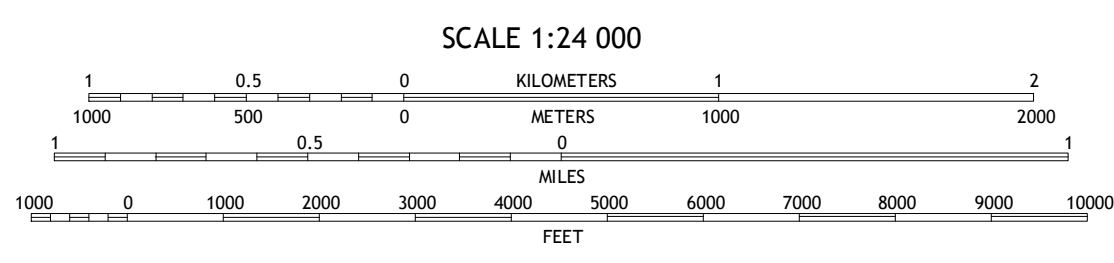 SCALE 1:24 000
1 0.5 0 KILOMETERS 1 2
1000 500 0 METERS 1000 2000
1 0.5 0 1
MILES
1000 0 1000 2000 3000 4000 5000 6000 7000 8000 9000 10000
FEET